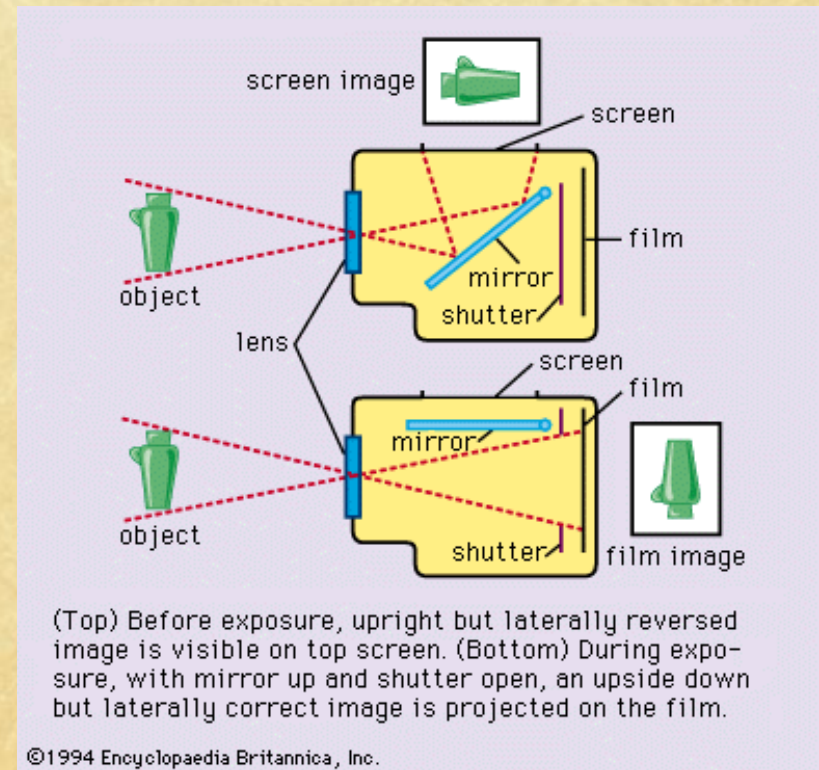 screen image
screen
film
mirror
object
shutter
lens
screen
film
mirror
object
shutter
film image
(Top) Before exposure, upright but laterally reversed
image is visible on top screen. (Bottom) During expo-
sure, with mirror up and shutter open, an upside down
but laterally correct image is projected on the film.
©1994 Encyclopaedia Britannica, Inc.